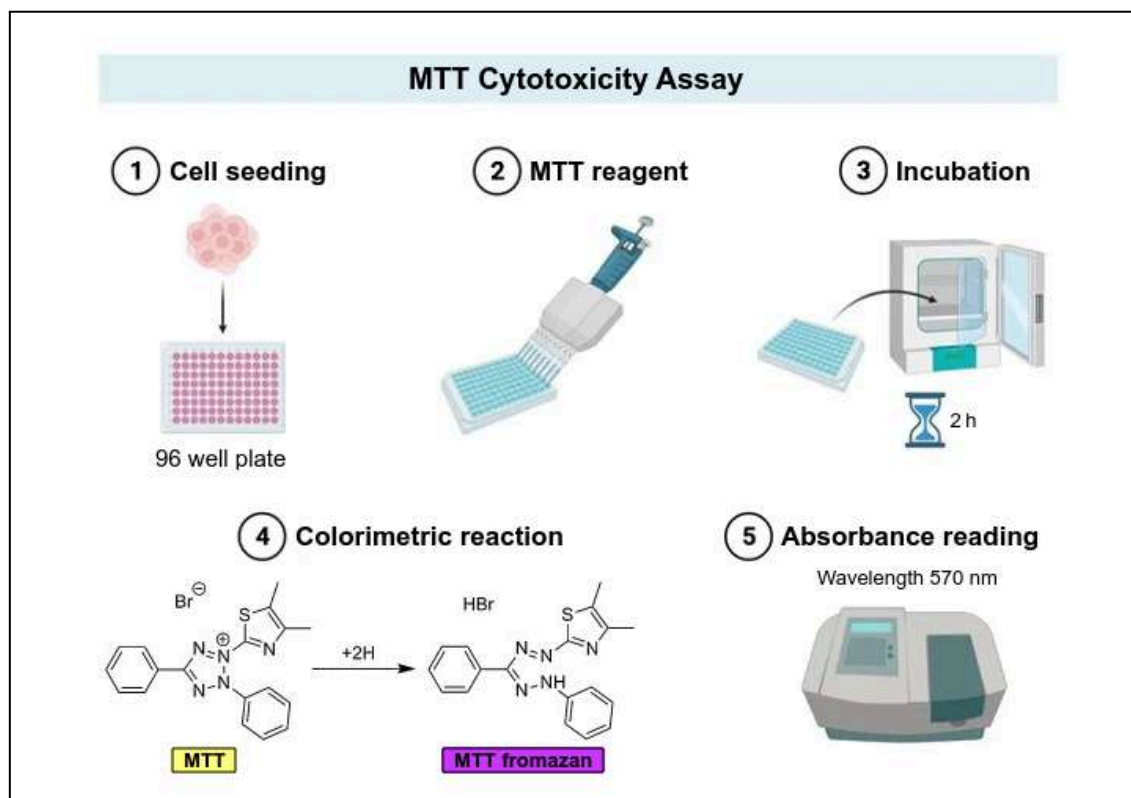 MTT Cytotoxicity Assay
1 Cell seeding
96 well plate
2 MTT reagent
3 Incubation
2 h
4 Colorimetric reaction
Br⊖
S
N
⊕
N
N
N
N
+2H
HBr
S
N
N
N
N
NH
MTT
MTT fromazan
5 Absorbance reading
Wavelength 570 nm